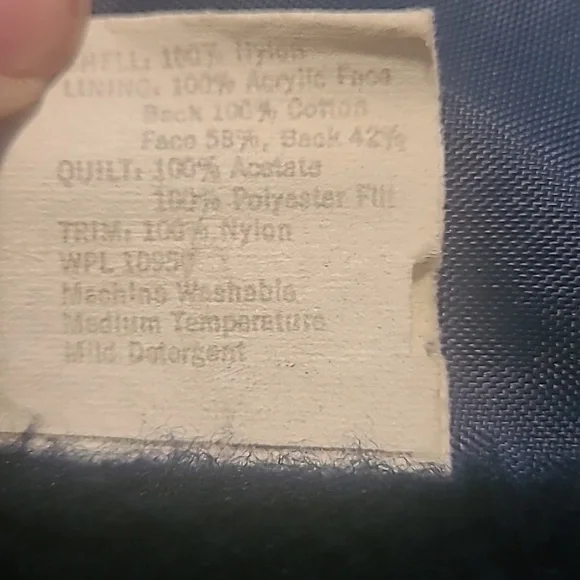 SHELL: 100% Nylon
LINING: 100% Acrylic Face
Back 100% Cotton
Face 58%, Back 42%
QUILT: 100% Acetate
100% Polyester Fill
TRIM: 100% Nylon
WPL
Machine Washable
Medium Temperature
Mild Detergent